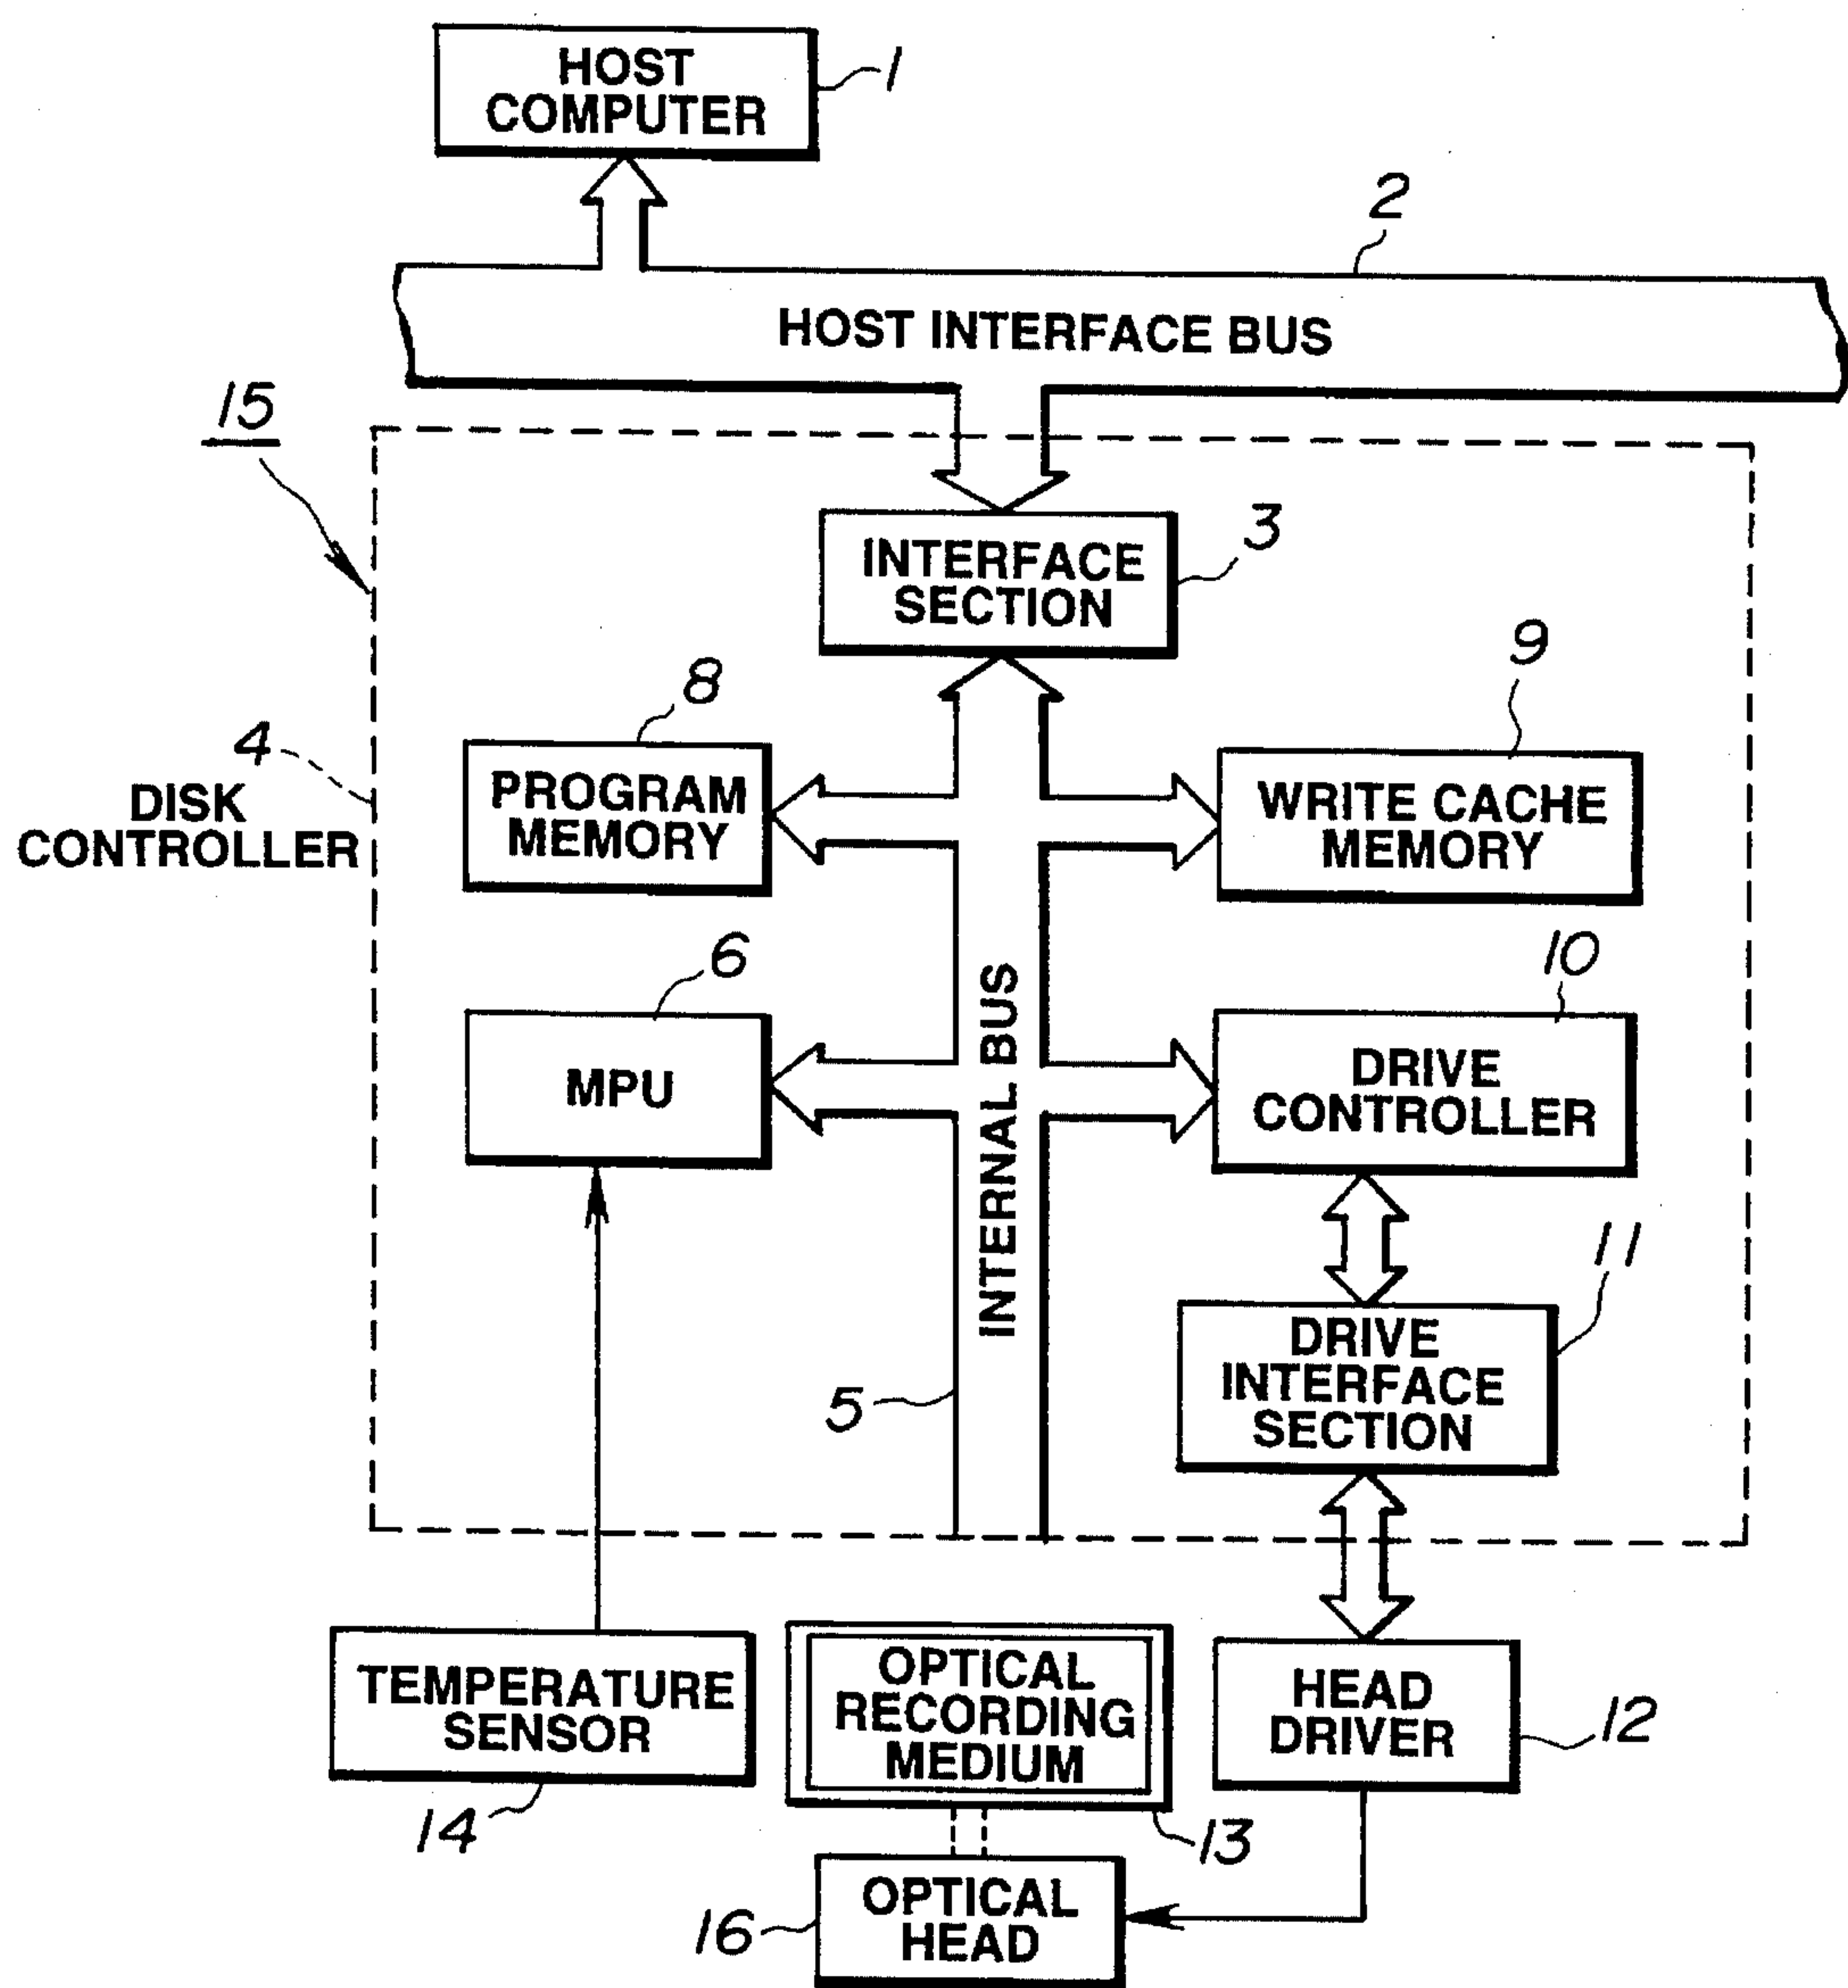 HOST
COMPUTER
1
2
HOST INTERFACE BUS
15
INTERFACE
SECTION
3
8
9
4
DISK
CONTROLLER
PROGRAM
MEMORY
WRITE CACHE
MEMORY
6
10
MPU
INTERNAL BUS
DRIVE
CONTROLLER
11
5
DRIVE
INTERFACE
SECTION
TEMPERATURE
SENSOR
14
OPTICAL
RECORDING
MEDIUM
13
HEAD
DRIVER
12
16
OPTICAL
HEAD